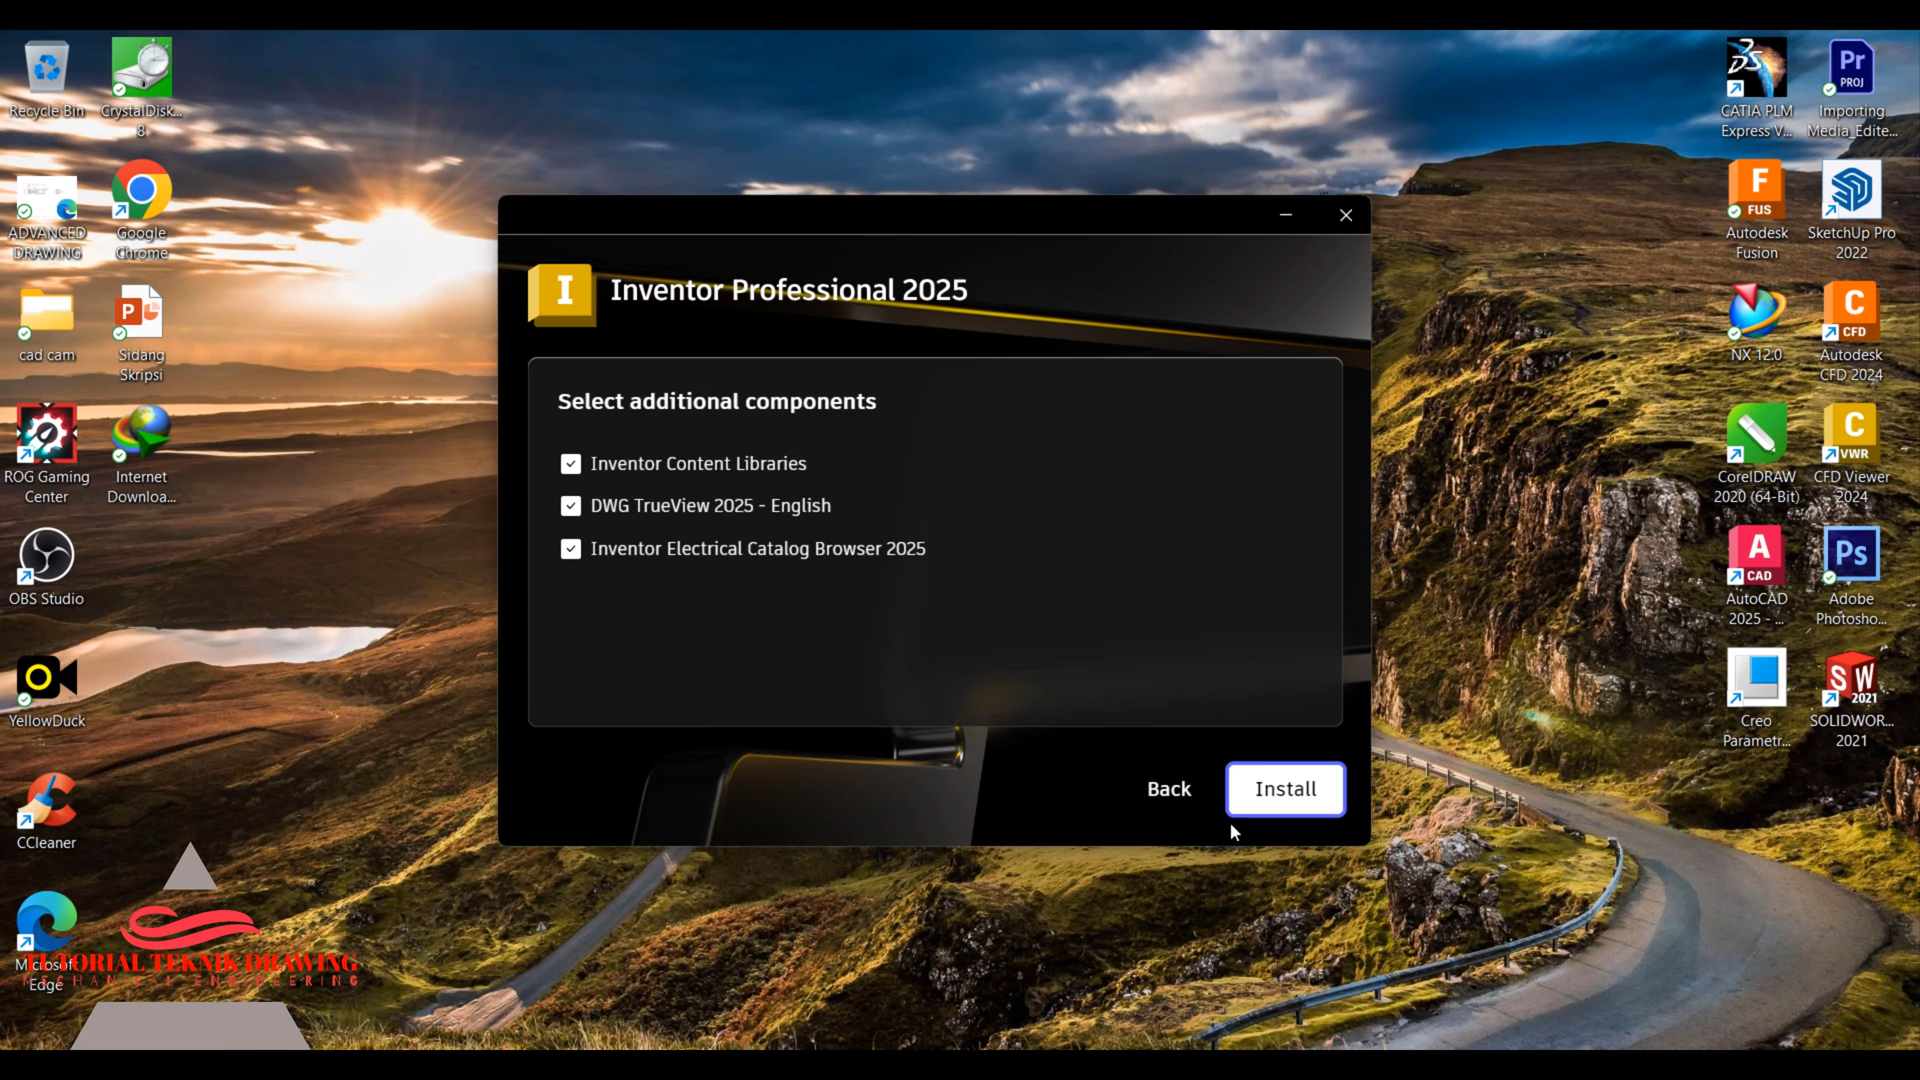 Recycle Bin
CrystalDisk...
8
ADVANCED
DRAWING
Google
Chrome
cad cam
Sidang
Skripsi
ROG Gaming
Center
Internet
Downloa...
OBS Studio
YellowDuck
CCleaner
Microsoft
Edge
TUTORIAL TEKNIK DRAWING
MECHANICAL ENGINEERING
I
Inventor Professional 2025
Select additional components
Inventor Content Libraries
DWG TrueView 2025 - English
Inventor Electrical Catalog Browser 2025
Back
Install
CATIA PLM
Express V...
Pr
PROJ
Importing
Media_Edite...
F
FUS
Autodesk
Fusion
SketchUp Pro
2022
NX 12.0
C
CFD
Autodesk
CFD 2024
CorelDRAW
2020 (64-Bit)
C
VWR
CFD Viewer
2024
A
CAD
AutoCAD
2025 - ...
Ps
Adobe
Photosho...
Creo
Parametr...
SW
2021
SOLIDWOR...
2021